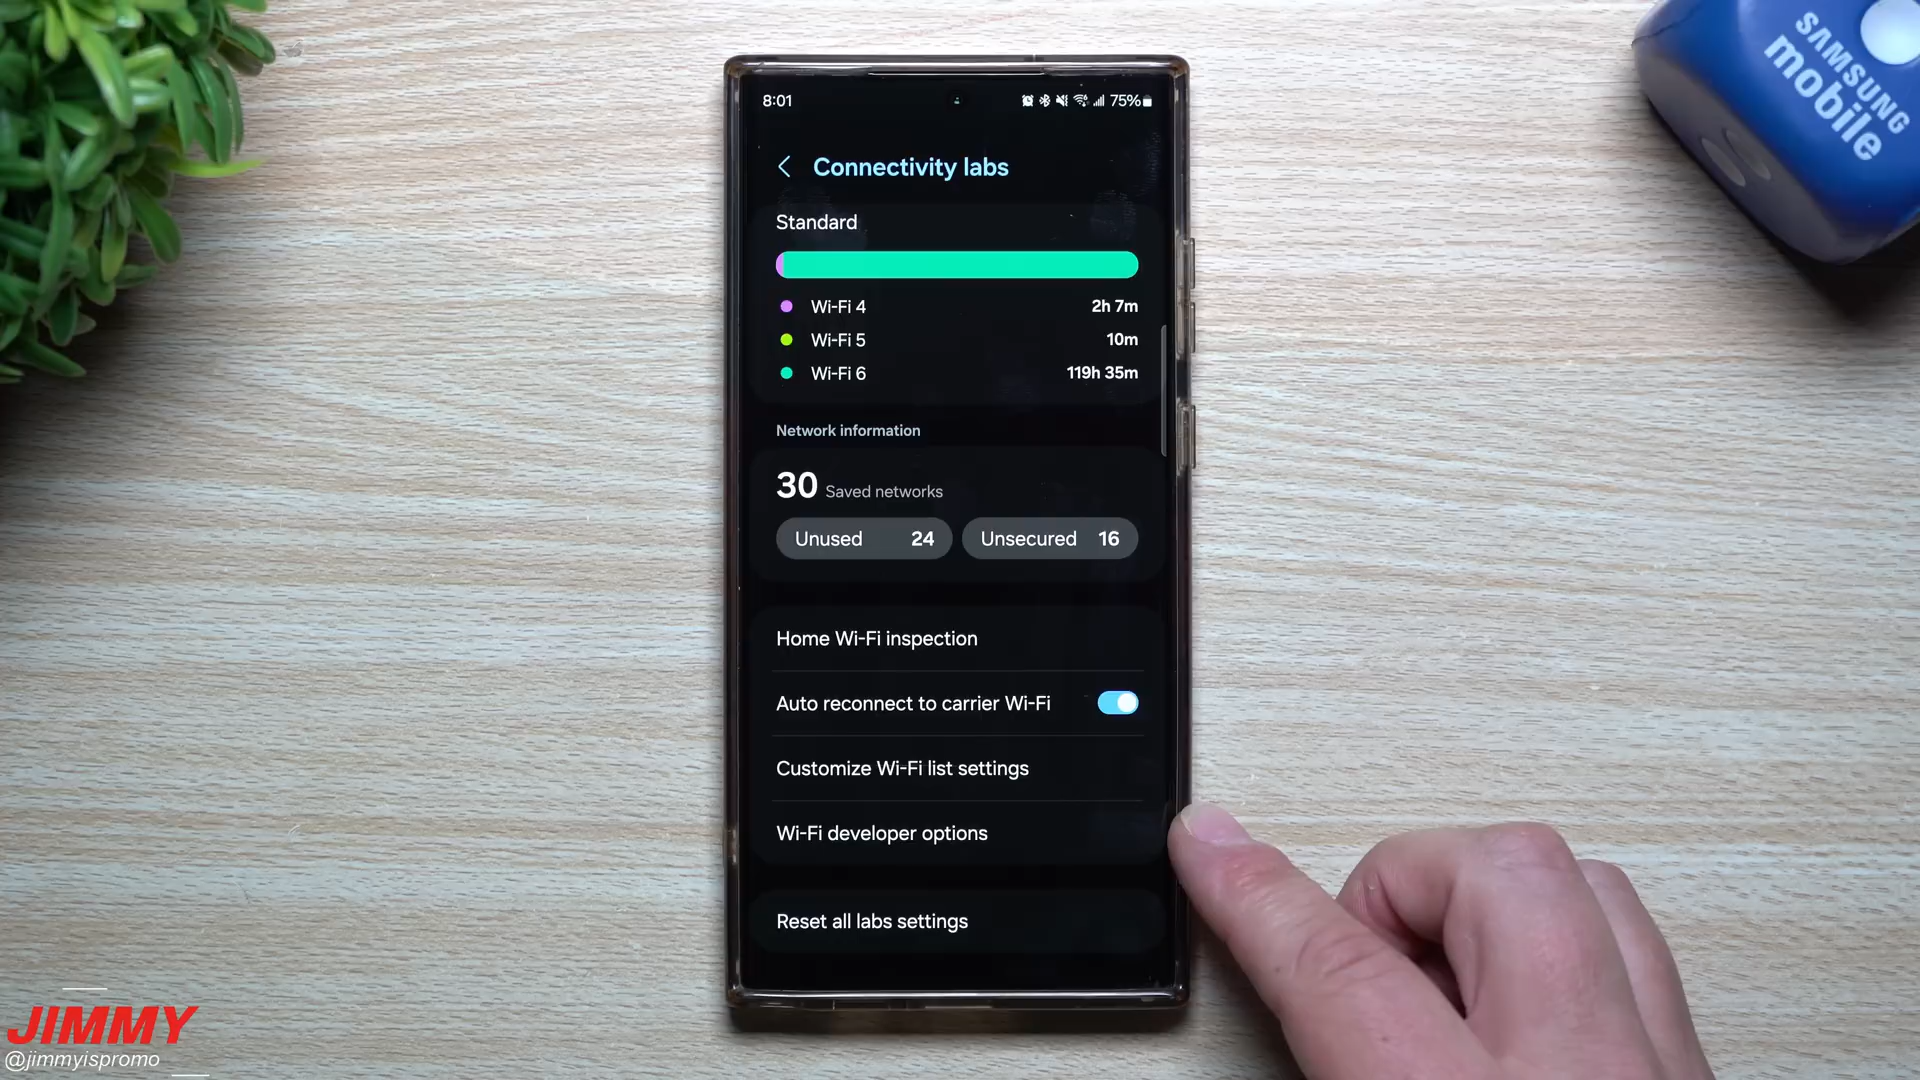 8:01
75%
Connectivity labs
Standard
Wi-Fi 4 2h 7m
Wi-Fi 5 10m
Wi-Fi 6 119h 35m
Network information
30 Saved networks
Unused 24 Unsecured 16
Home Wi-Fi inspection
Auto reconnect to carrier Wi-Fi
Customize Wi-Fi list settings
Wi-Fi developer options
Reset all labs settings
SAMSUNG
mobile
JIMMY
@jimmyispromo